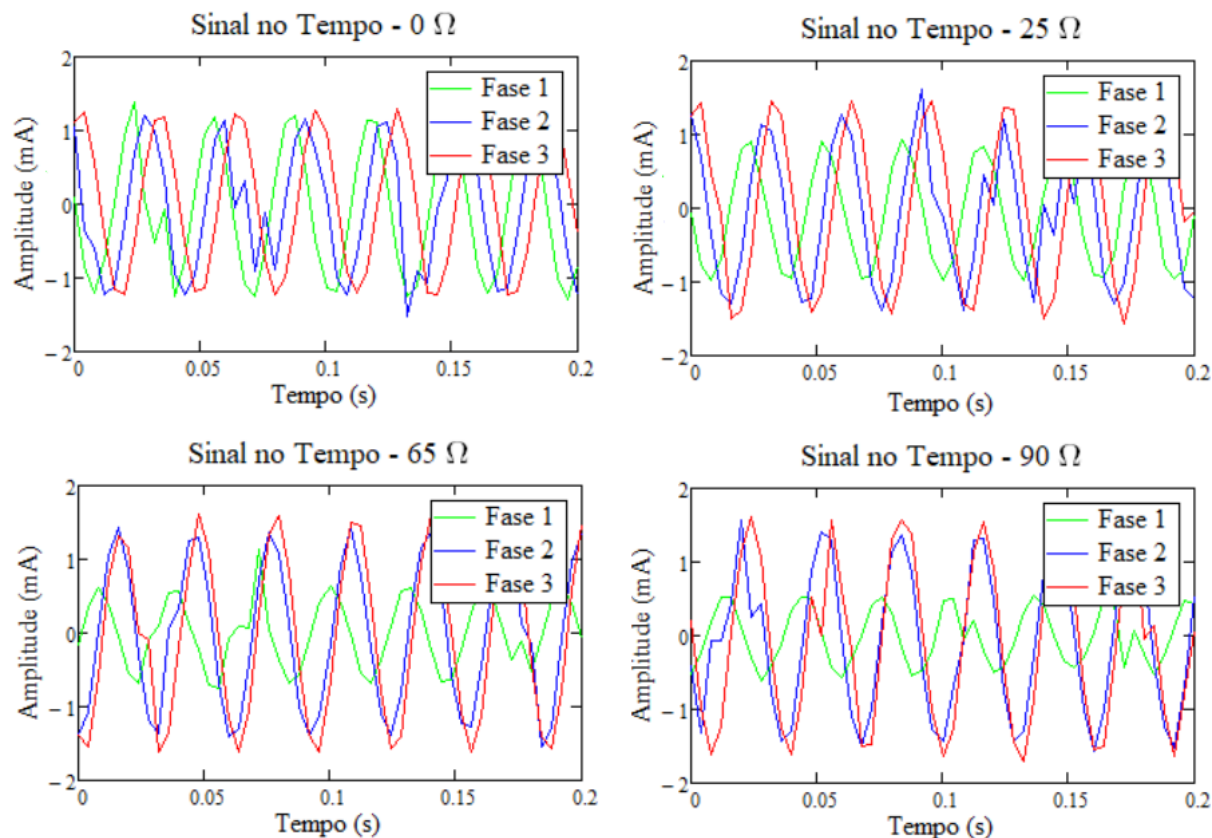 Sinal no Tempo - 0 Ω
2
1
0
−1
−2
Amplitude (mA)
Fase 1
Fase 2
Fase 3
0
0.05
0.1
0.15
0.2
Tempo (s)
Sinal no Tempo - 25 Ω
2
1
0
−1
−2
Amplitude (mA)
Fase 1
Fase 2
Fase 3
0
0.05
0.1
0.15
0.2
Tempo (s)
Sinal no Tempo - 65 Ω
2
1
0
−1
−2
Amplitude (mA)
Fase 1
Fase 2
Fase 3
0
0.05
0.1
0.15
0.2
Tempo (s)
Sinal no Tempo - 90 Ω
2
1
0
−1
−2
Amplitude (mA)
Fase 1
Fase 2
Fase 3
0
0.05
0.1
0.15
0.2
Tempo (s)